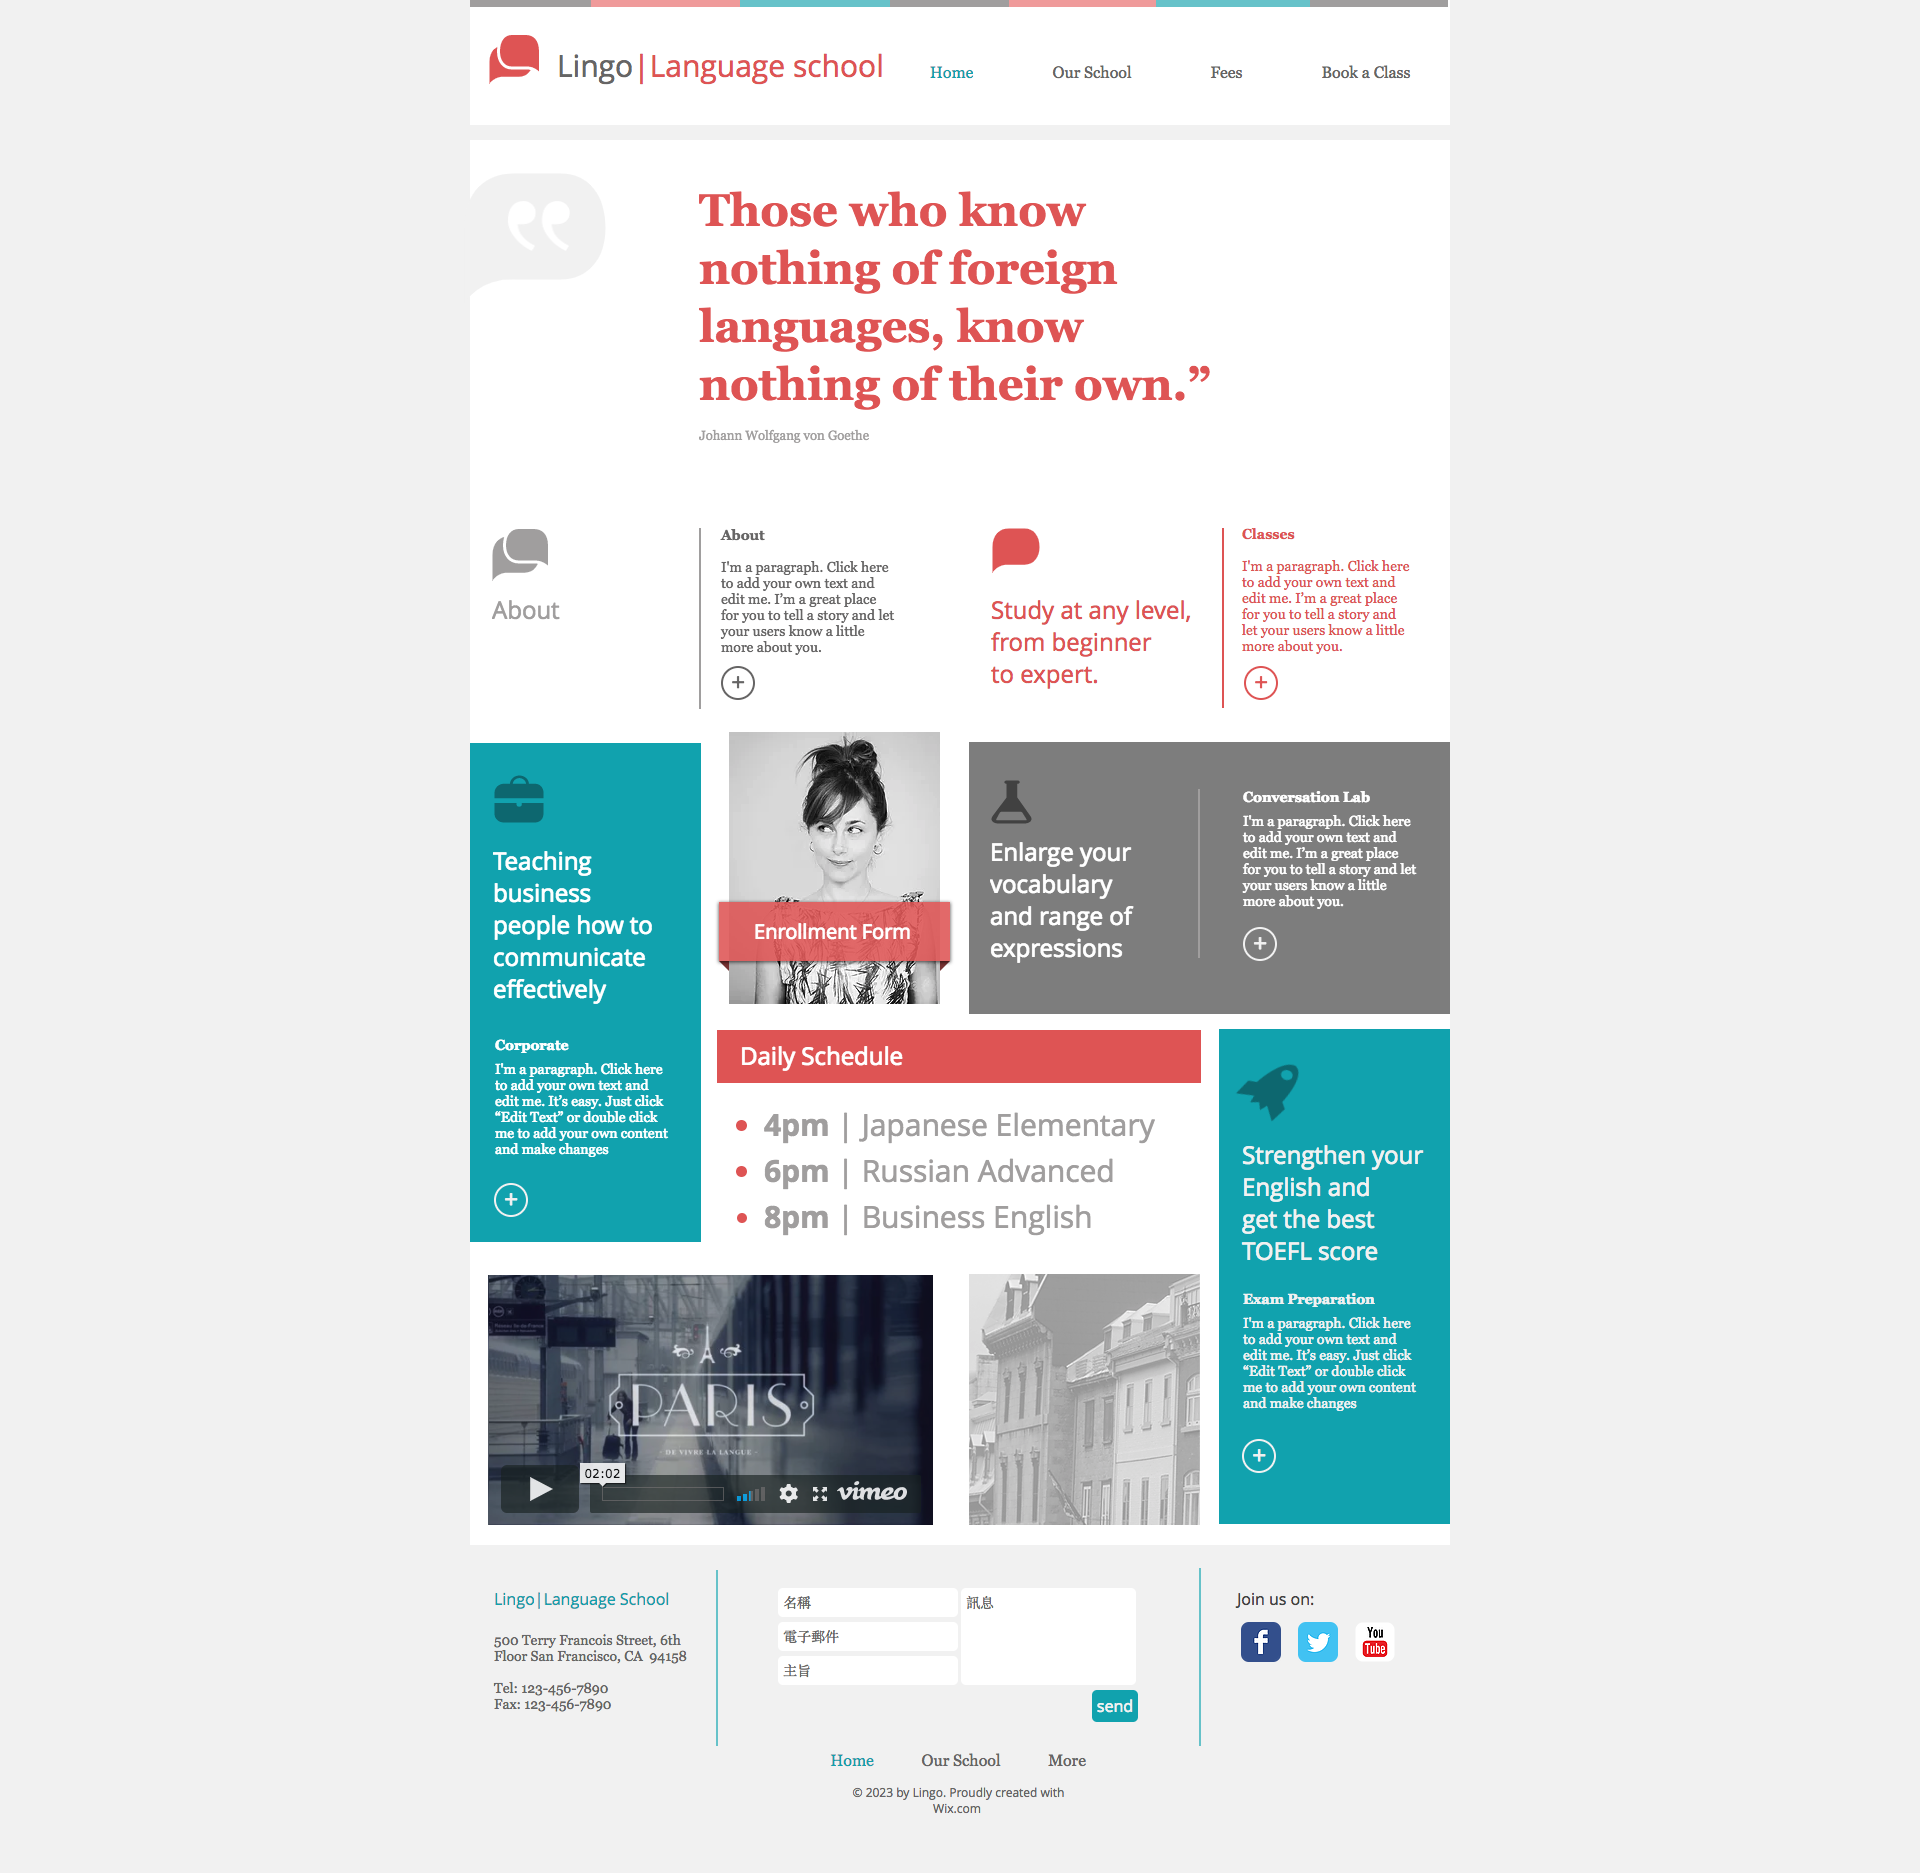 Lingo|Language school
Home
Our School
Fees
Book a Class
Those who know
nothing of foreign
languages, know
nothing of their own.”
Johann Wolfgang von Goethe
About
About
I'm a paragraph. Click here
to add your own text and
edit me. I’m a great place
for you to tell a story and let
your users know a little
more about you.
Study at any level,
from beginner
to expert.
Classes
I'm a paragraph. Click here
to add your own text and
edit me. I’m a great place
for you to tell a story and
let your users know a little
more about you.
Teaching
business
people how to
communicate
effectively
Corporate
I'm a paragraph. Click here
to add your own text and
edit me. It’s easy. Just click
“Edit Text” or double click
me to add your own content
and make changes
Enrollment Form
Enlarge your
vocabulary
and range of
expressions
Conversation Lab
I'm a paragraph. Click here
to add your own text and
edit me. I’m a great place
for you to tell a story and let
your users know a little
more about you.
Daily Schedule
4pm | Japanese Elementary
6pm | Russian Advanced
8pm | Business English
Strengthen your
English and
get the best
TOEFL score
Exam Preparation
I'm a paragraph. Click here
to add your own text and
edit me. It’s easy. Just click
“Edit Text” or double click
me to add your own content
and make changes
PARIS
- DE VIVRE LA LANGUE -
02:02
vimeo
Lingo|Language School
500 Terry Francois Street, 6th
Floor San Francisco, CA 94158
Tel: 123-456-7890
Fax: 123-456-7890
名稱
電子郵件
主旨
訊息
send
Join us on:
You
Tube
Home
Our School
More
© 2023 by Lingo. Proudly created with
Wix.com